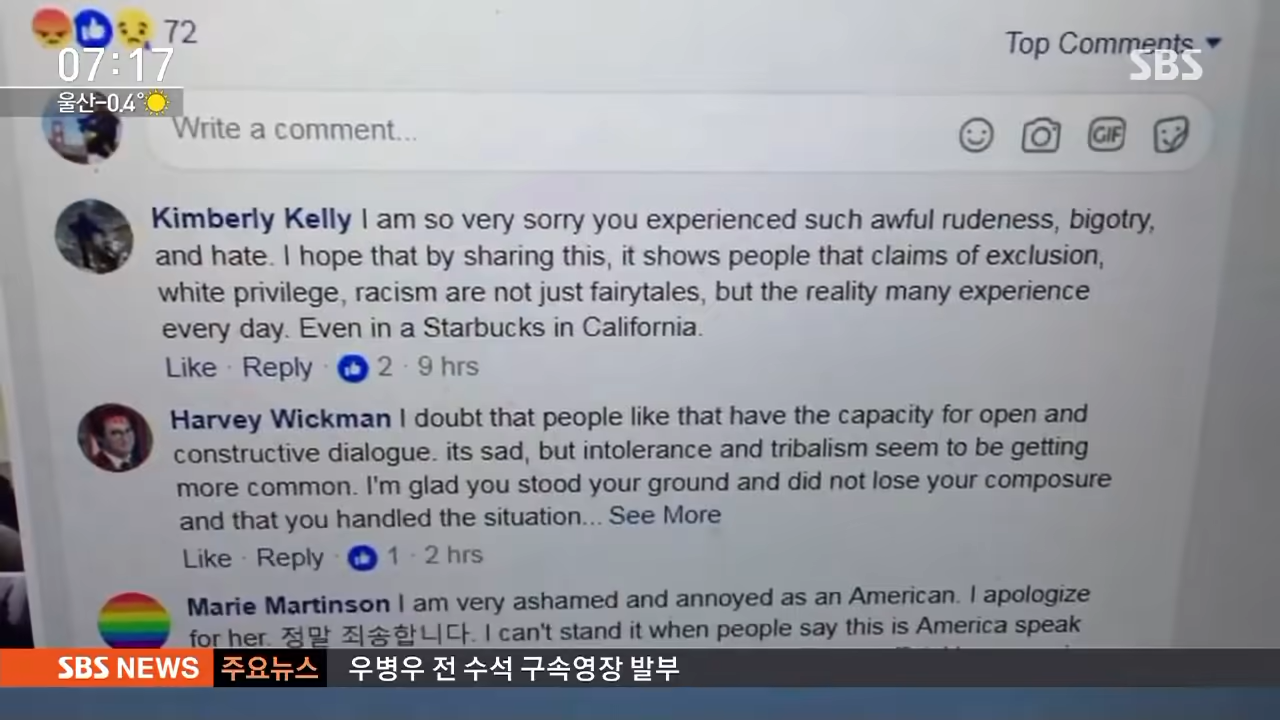 72
Top Comments
07:17
SBS
울산 -0.4°
Write a comment...
GIF
Kimberly Kelly I am so very sorry you experienced such awful rudeness, bigotry,
and hate. I hope that by sharing this, it shows people that claims of exclusion,
white privilege, racism are not just fairytales, but the reality many experience
every day. Even in a Starbucks in California.
Like · Reply · 2 · 9 hrs
Harvey Wickman I doubt that people like that have the capacity for open and
constructive dialogue. its sad, but intolerance and tribalism seem to be getting
more common. I'm glad you stood your ground and did not lose your composure
and that you handled the situation... See More
Like · Reply · 1 · 2 hrs
Marie Martinson I am very ashamed and annoyed as an American. I apologize
for her. 정말 죄송합니다. I can't stand it when people say this is America speak
SBS NEWS 주요뉴스 우병우 전 수석 구속영장 발부